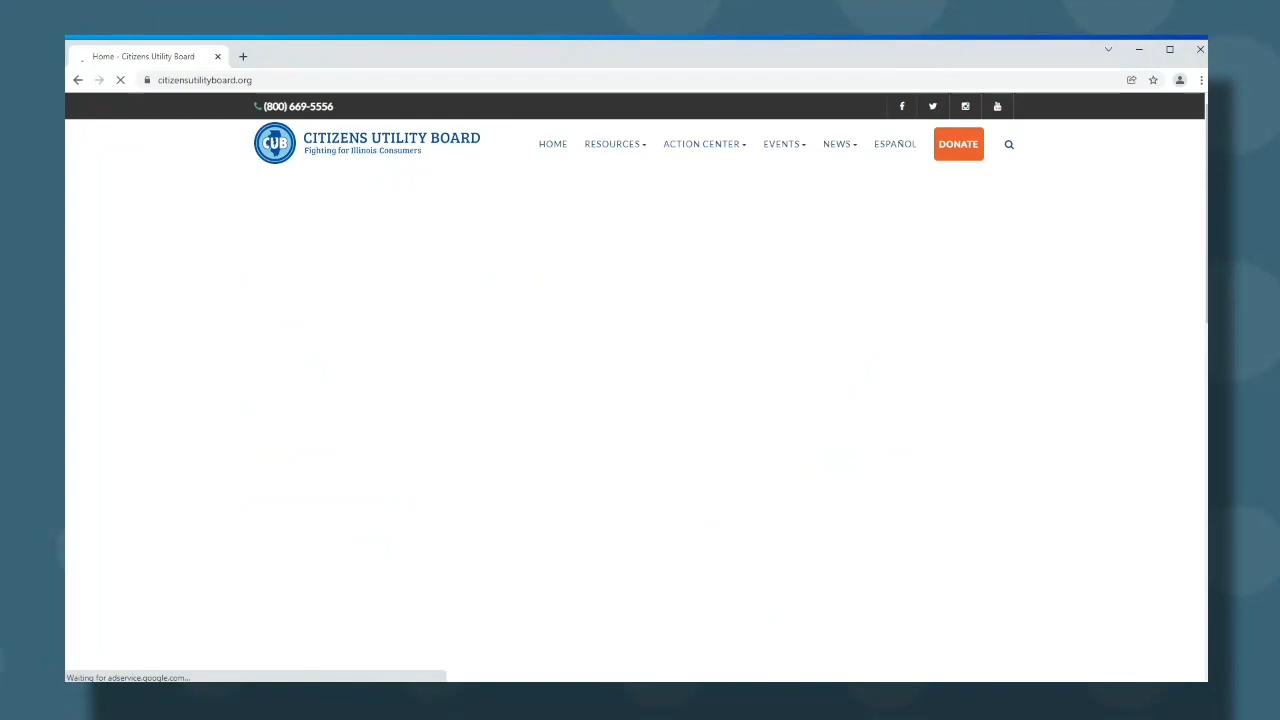 Home - Citizens Utility Board
citizensutilityboard.org
(800) 669-5556
CUB
CITIZENS UTILITY BOARD
Fighting for Illinois Consumers
HOME RESOURCES ACTION CENTER EVENTS NEWS ESPAÑOL DONATE
Waiting for adservice.google.com...